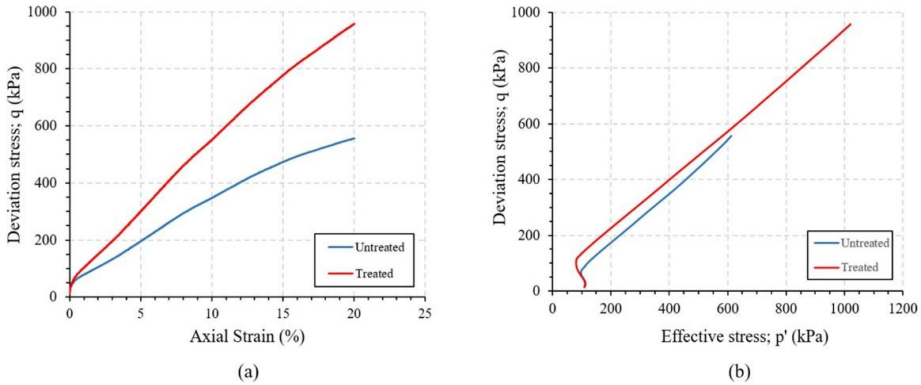 1000
800
600
400
200
0
Deviation stress; q (kPa)
0 5 10 15 20 25
Axial Strain (%)
Untreated
Treated
(a)
1000
800
600
400
200
0
Deviation stress; q (kPa)
0 200 400 600 800 1000 1200
Effective stress; p' (kPa)
Untreated
Treated
(b)